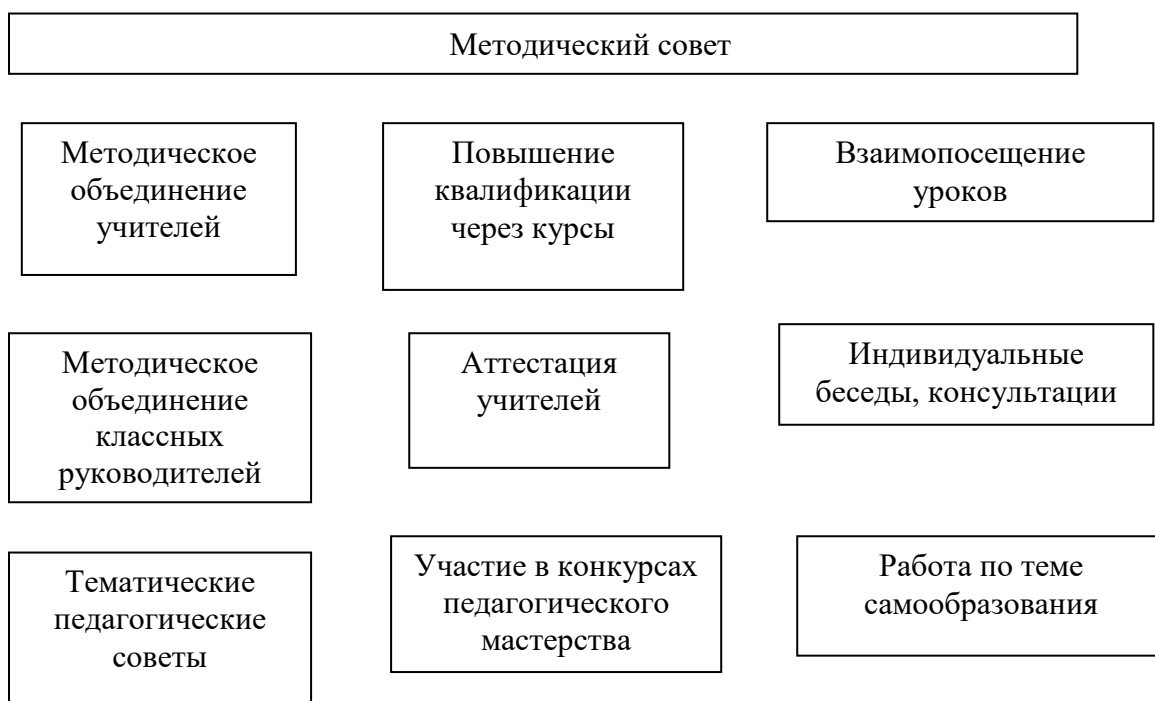 Методический совет
Методическое
объединение
учителей
Повышение
квалификации
через курсы
Взаимопосещение
уроков
Методическое
объединение
классных
руководителей
Аттестация
учителей
Индивидуальные
беседы, консультации
Тематические
педагогические
советы
Участие в конкурсах
педагогического
мастерства
Работа по теме
самообразования